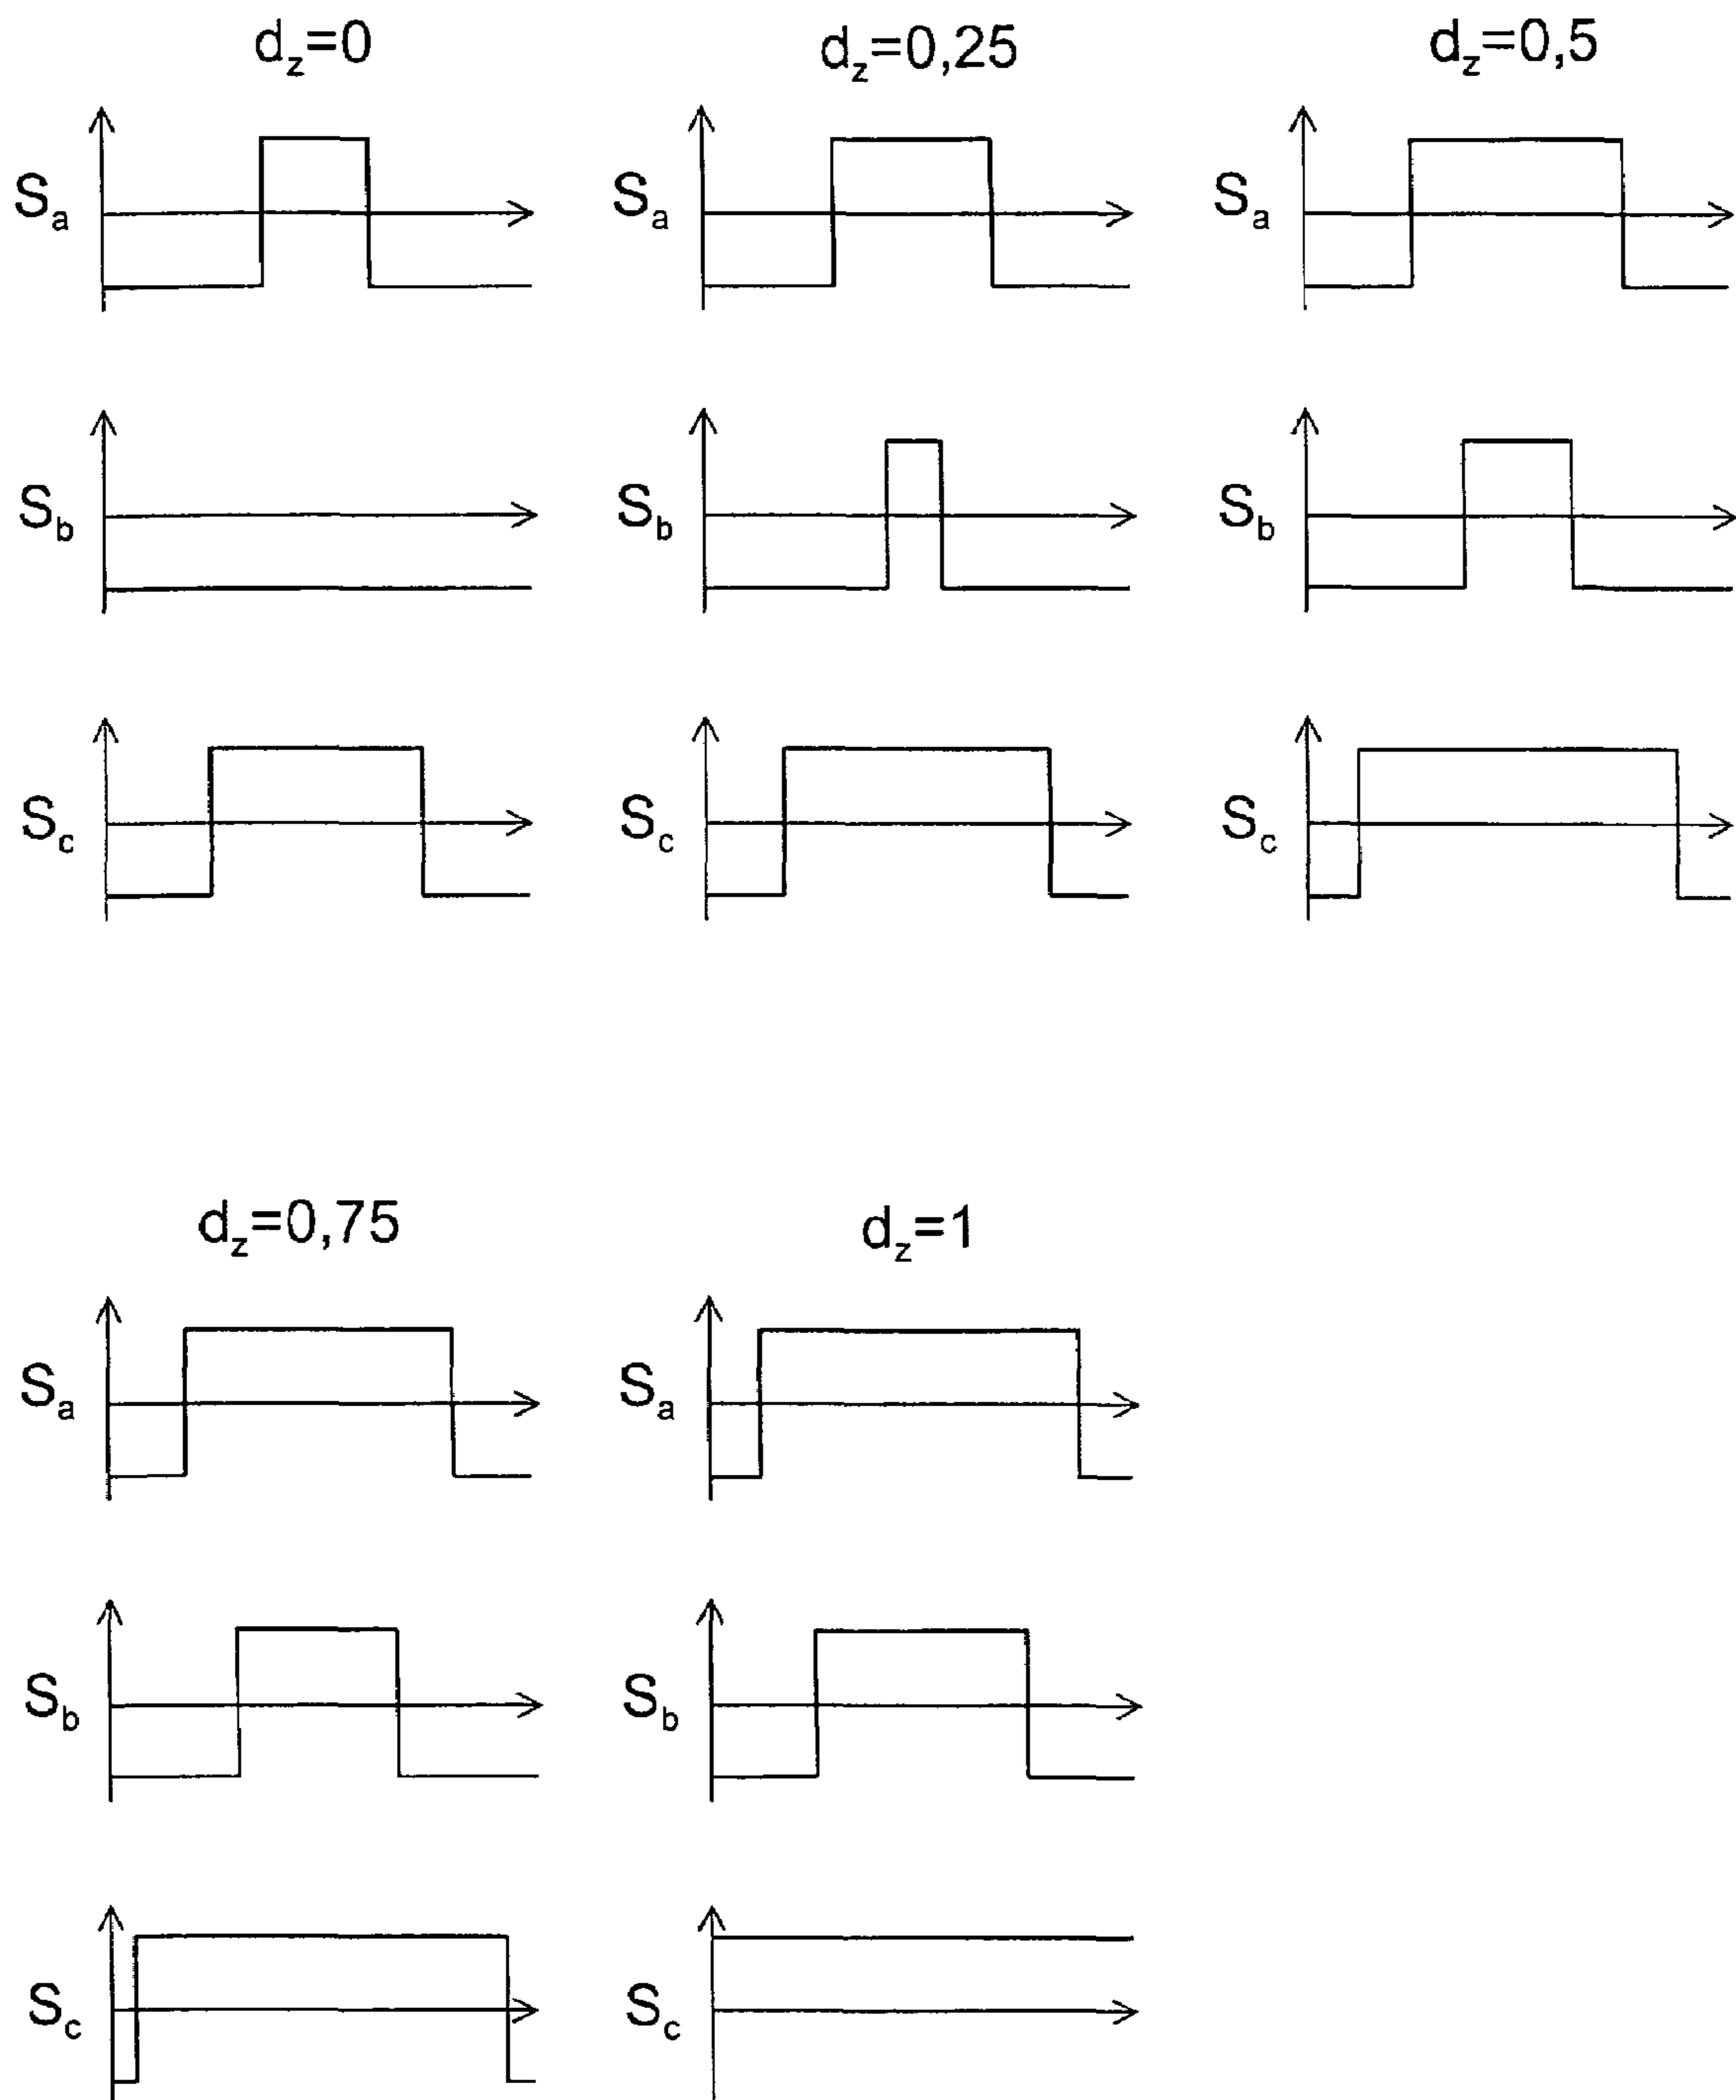 d_z=0
d_z=0,25
d_z=0,5
S_a
S_a
S_a
S_b
S_b
S_b
S_c
S_c
S_c
d_z=0,75
d_z=1
S_a
S_a
S_b
S_b
S_c
S_c